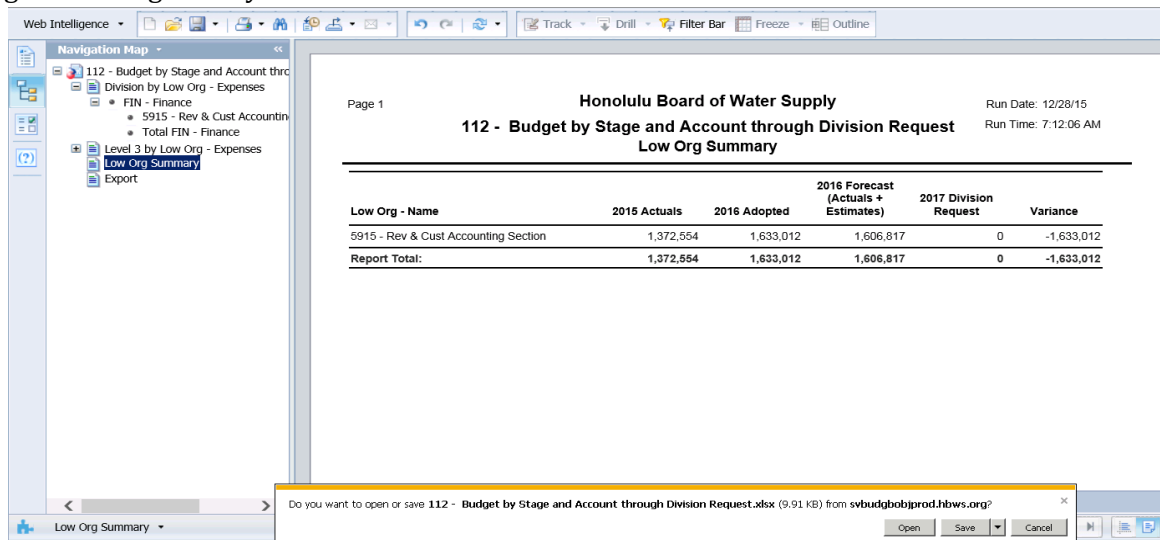 Web Intelligence
Track
Drill
Filter Bar
Freeze
Outline
Navigation Map
112 - Budget by Stage and Account thro
Division by Low Org - Expenses
FIN - Finance
5915 - Rev & Cust Accountin
Total FIN - Finance
Level 3 by Low Org - Expenses
Low Org Summary
Export
Page 1
Honolulu Board of Water Supply
Run Date: 12/28/15
112 - Budget by Stage and Account through Division Request
Run Time: 7:12:06 AM
Low Org Summary
Low Org - Name 2015 Actuals 2016 Adopted 2016 Forecast (Actuals + Estimates) 2017 Division Request Variance
5915 - Rev & Cust Accounting Section 1,372,554 1,633,012 1,606,817 0 -1,633,012
Report Total: 1,372,554 1,633,012 1,606,817 0 -1,633,012
Do you want to open or save 112 - Budget by Stage and Account through Division Request.xlsx (9.91 KB) from svbudgbobjprod.hbws.org?
Open Save Cancel
Low Org Summary